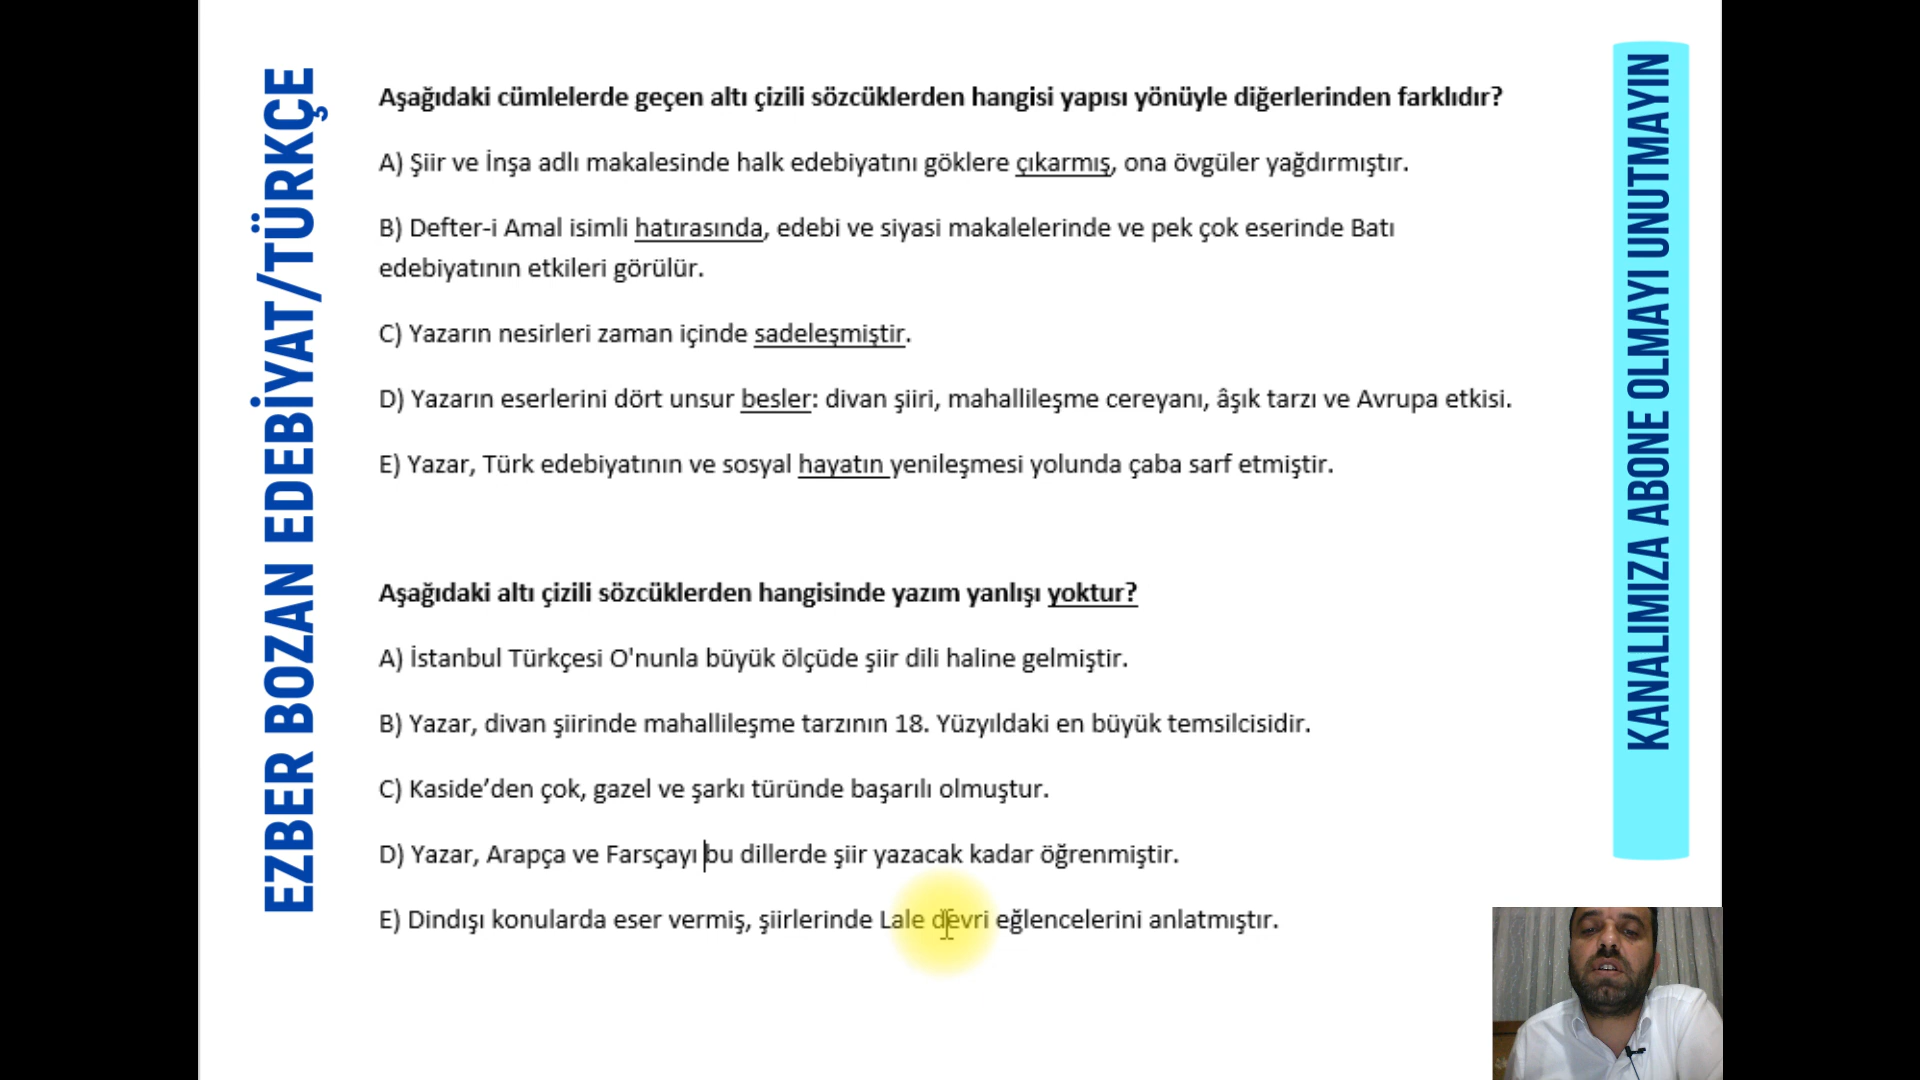 EZBER BOZAN EDEBİYAT/TÜRKÇE
Aşağıdaki cümlelerde geçen altı çizili sözcüklerden hangisi yapısı yönüyle diğerlerinden farklıdır?
A) Şiir ve İnşa adlı makalesinde halk edebiyatını göklere çıkarmış, ona övgüler yağdırmıştır.
B) Defter-i Amal isimli hatırasında, edebi ve siyasi makalelerinde ve pek çok eserinde Batı
edebiyatının etkileri görülür.
C) Yazarın nesirleri zaman içinde sadeleşmiştir.
D) Yazarın eserlerini dört unsur besler: divan şiiri, mahallileşme cereyanı, âşık tarzı ve Avrupa etkisi.
E) Yazar, Türk edebiyatının ve sosyal hayatın yenileşmesi yolunda çaba sarf etmiştir.
Aşağıdaki altı çizili sözcüklerden hangisinde yazım yanlışı yoktur?
A) İstanbul Türkçesi O'nunla büyük ölçüde şiir dili haline gelmiştir.
B) Yazar, divan şiirinde mahallileşme tarzının 18. Yüzyıldaki en büyük temsilcisidir.
C) Kaside’den çok, gazel ve şarkı türünde başarılı olmuştur.
D) Yazar, Arapça ve Farsçayı bu dillerde şiir yazacak kadar öğrenmiştir.
E) Dindışı konularda eser vermiş, şiirlerinde Lale devri eğlencelerini anlatmıştır.
KANALIMIZA ABONE OLMAYI UNUTMAYIN